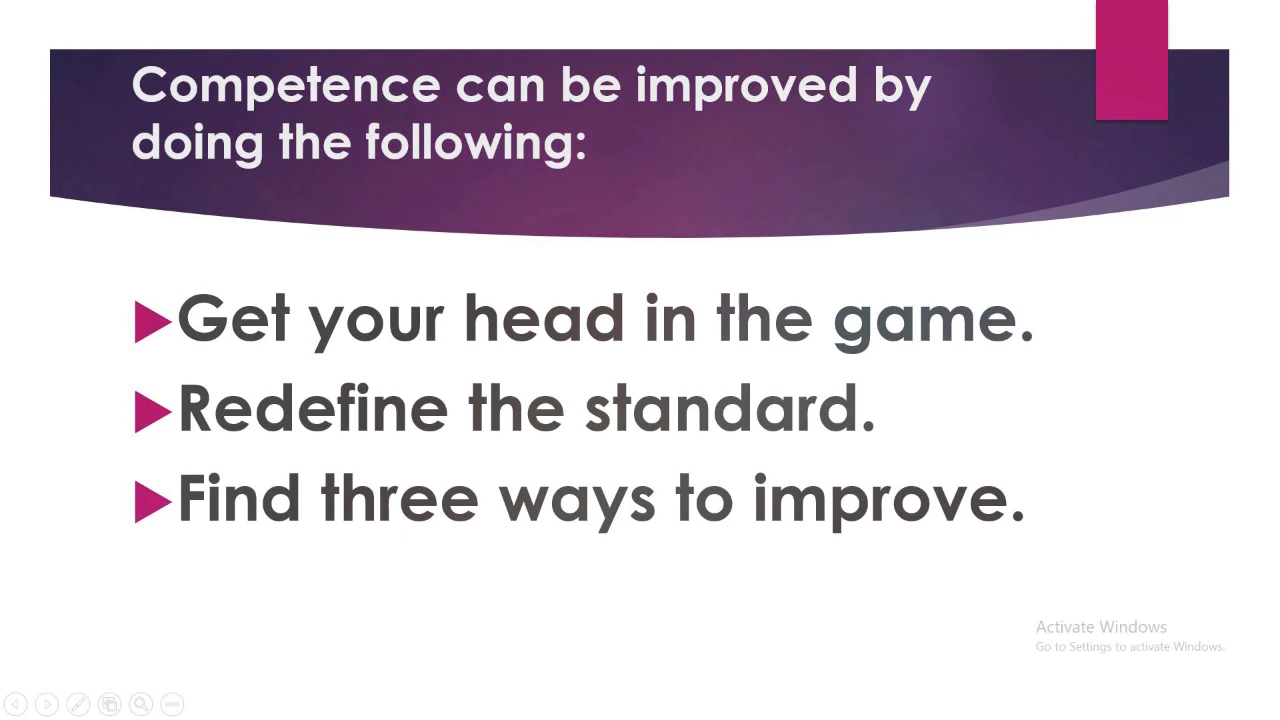 Competence can be improved by
doing the following:
Get your head in the game.
Redefine the standard.
Find three ways to improve.
Activate Windows
Go to Settings to activate Windows.